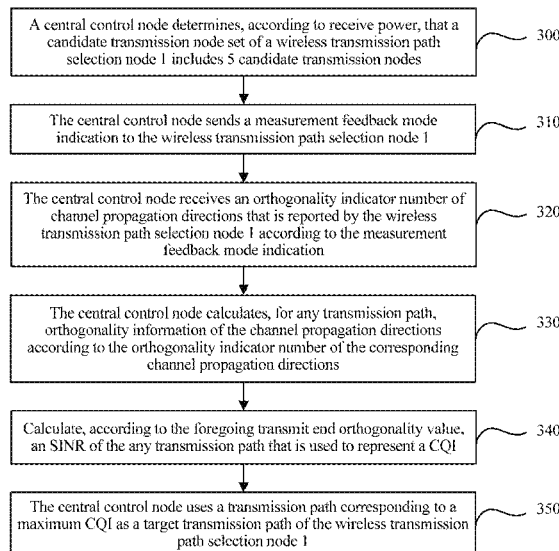 A central control node determines, according to receive power, that a
candidate transmission node set of a wireless transmission path
selection node 1 includes 5 candidate transmission nodes
300
The central control node sends a measurement feedback mode
indication to the wireless transmission path selection node 1
310
The central control node receives an orthogonality indicator number of
channel propagation directions that is reported by the wireless
transmission path selection node 1 according to the measurement
feedback mode indication
320
The central control node calculates, for any transmission path,
orthogonality information of the channel propagation directions
according to the orthogonality indicator number of the corresponding
channel propagation directions
330
Calculate, according to the foregoing transmit end orthogonality value,
an SINR of the any transmission path that is used to represent a CQI
340
The central control node uses a transmission path corresponding to a
maximum CQI as a target transmission path of the wireless transmission
path selection node 1
350